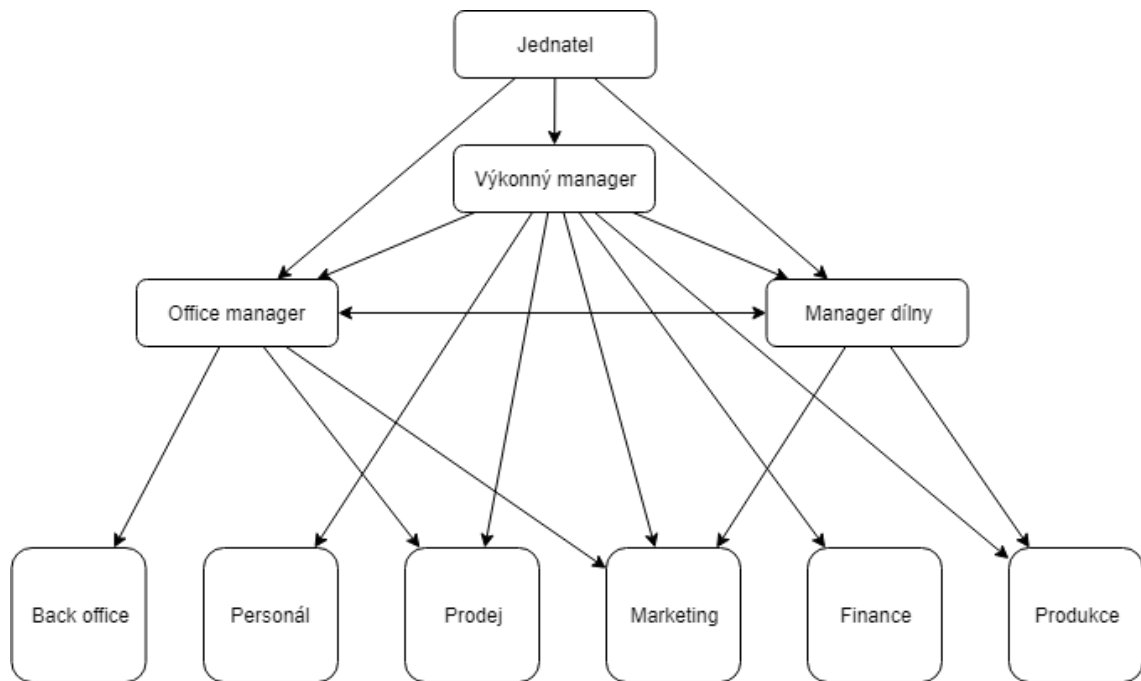 Jednatel
Výkonný manager
Office manager
Manager dílny
Back office
Personál
Prodej
Marketing
Finance
Produkce